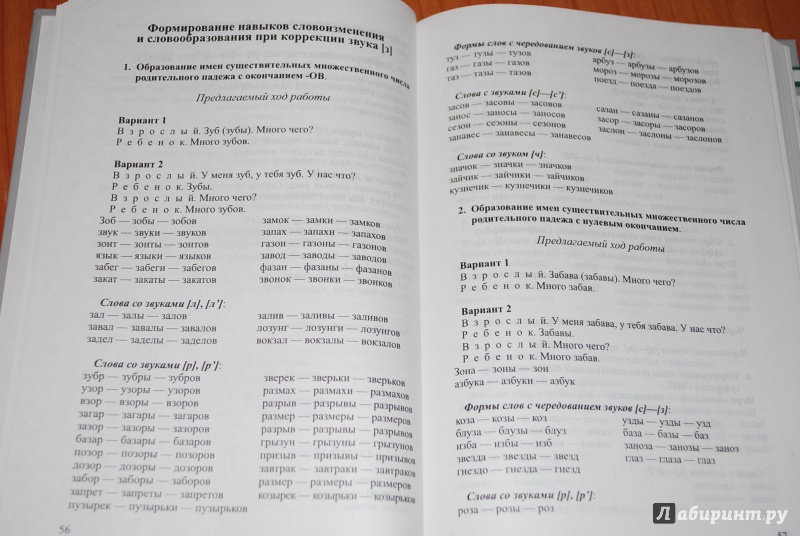 Формирование навыков словоизменения
и словообразования при коррекции звука [з]
1. Образование имен существительных множественного числа
родительного падежа с окончанием -ОВ.
Предлагаемый ход работы
Вариант 1
В з р о с л ы й. Зуб (зубы). Много чего?
Р е б е н о к. Много зубов.
Вариант 2
В з р о с л ы й. У меня зуб, у тебя зуб. У нас что?
Р е б е н о к. Зубы.
В з р о с л ы й. Много чего?
Р е б е н о к. Много зубов.
Зоб — зобы — зобов
звук — звуки — звуков
зонт — зонты — зонтов
язык — языки — языков
забег — забеги — забегов
закат — закаты — закатов
замок — замки — замков
запах — запахи — запахов
газон — газоны — газонов
завод — заводы — заводов
фазан — фазаны — фазанов
звонок — звонки — звонков
Слова со звуками [л], [л’]:
зал — залы — залов
завал — завалы — завалов
задел — заделы — заделов
залив — заливы — заливов
лозунг — лозунги — лозунгов
вокзал — вокзалы — вокзалов
Слова со звуками [р], [р’]:
зубр — зубры — зубров
узор — узоры — узоров
взор — взоры — взоров
загар — загары — загаров
зазор — зазоры — зазоров
базар — базары — базаров
позор — позоры — позоров
дозор — дозоры — дозоров
забор — заборы — заборов
запрет — запреты — запретов
пузырек — пузырьки — пузырьков
зверек — зверьки — зверьков
размах — размахи — размахов
разрыв — разрывы — разрывов
размер — размеры — размеров
разрыв — разрывы — разрывов
грызун — грызуны — грызунов
призыв — призывы — призывов
завтрак — завтраки — завтраков
размер — размеры — размеров
козырек — козырьки — козырьков
56
Формы слов с чередованием звуков [с]—[з]:
туз — тузы — тузов
газ — газы — газов
таз — тазы — тазов
арбуз — арбузы — арбузов
мороз — морозы — морозов
поезд — поезда — поездов
Слова с звуками [с]—[с’]:
засов — засовы — засовов
занос — заносы — заносов
сезон — сезоны — сезонов
занавес — занавесы — занавесов
сазан — сазаны — сазанов
засор — засоры — засоров
заслон — заслоны — заслонов
Слова со звуком [ч]:
значок — значки — значков
зайчик — зайчики — зайчиков
кузнечик — кузнечики — кузнечиков
2. Образование имен существительных множественного числа
родительного падежа с нулевым окончанием.
Предлагаемый ход работы
Вариант 1
В з р о с л ы й. Забава (забавы). Много чего?
Р е б е н о к. Много забав.
Вариант 2
В з р о с л ы й. У меня забава, у тебя забава. У нас что?
Р е б е н о к. Забавы.
В з р о с л ы й. Много чего?
Р е б е н о к. Много забав.
Зона — зоны — зон
азбука — азбуки — азбук
Формы слов с чередованием звуков [с]—[з]:
коза — козы — коз
блуза — блузы — блуз
изба — избы — изб
звезда — звезды — звезд
гнездо — гнезда — гнезд
узды — узды — узд
база — базы — баз
заноза — занозы — заноз
глаз — глаза — глаз
Слова со звуками [р], [р’]:
роза — розы — роз
57
Лабиринт.ру